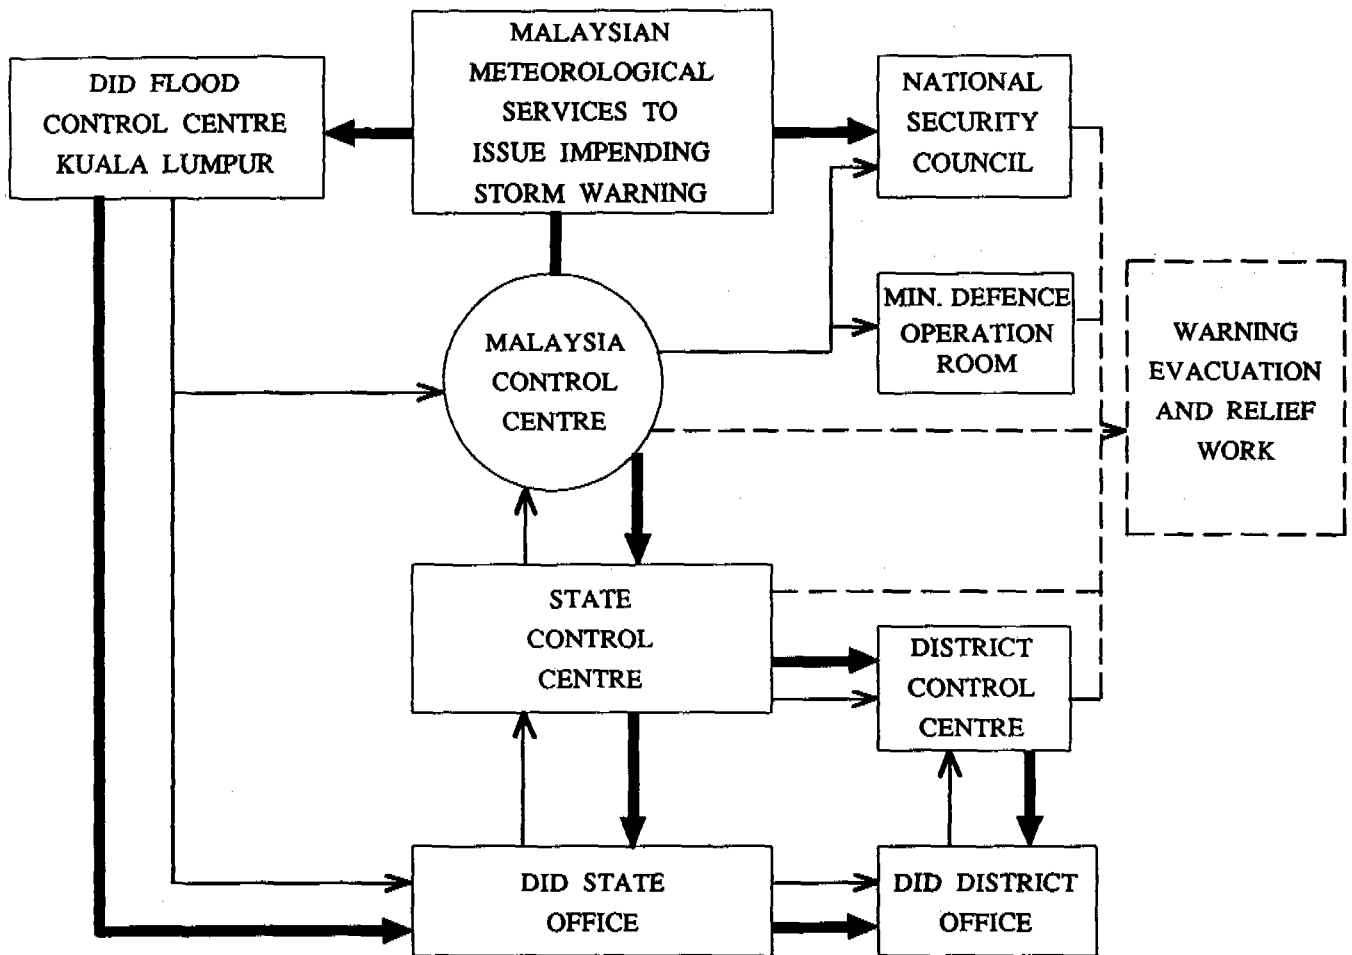 MALAYSIAN
METEOROLOGICAL
SERVICES TO
ISSUE IMPENDING
STORM WARNING
DID FLOOD
CONTROL CENTRE
KUALA LUMPUR
NATIONAL
SECURITY
COUNCIL
MALAYSIA
CONTROL
CENTRE
MIN. DEFENCE
OPERATION
ROOM
WARNING
EVACUATION
AND RELIEF
WORK
STATE
CONTROL
CENTRE
DISTRICT
CONTROL
CENTRE
DID STATE
OFFICE
DID DISTRICT
OFFICE